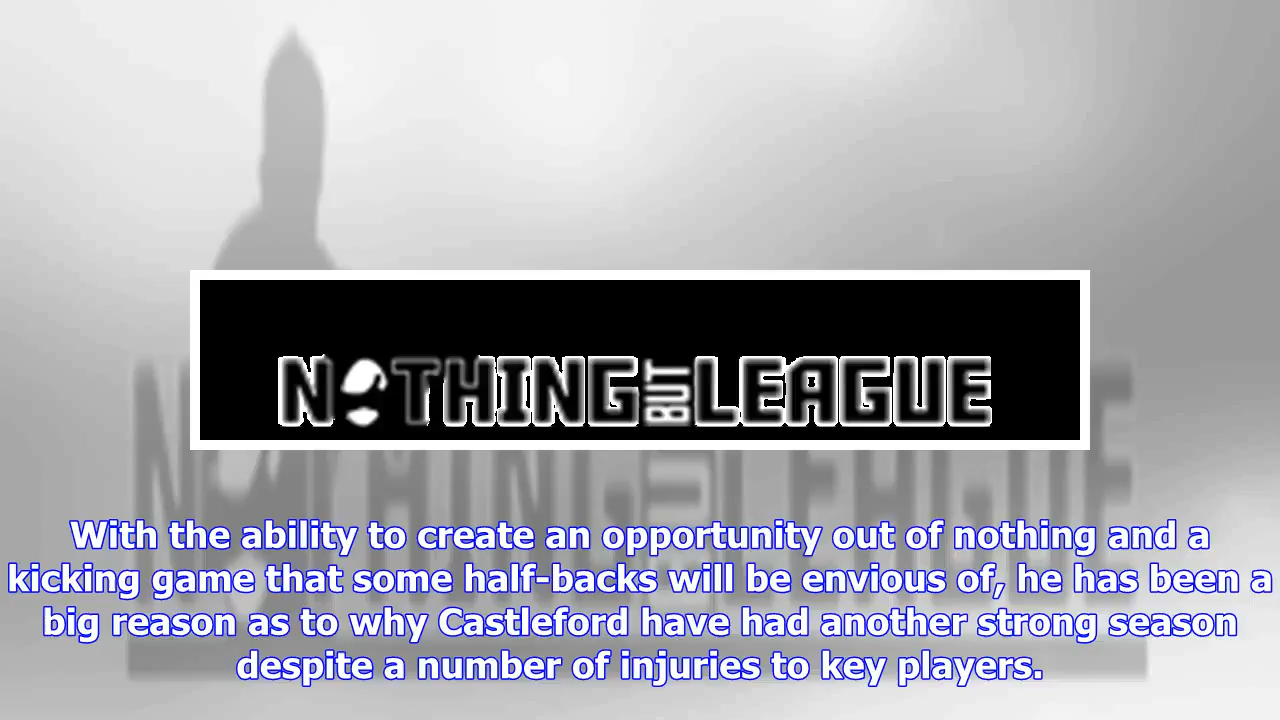 NOTHING BUT LEAGUE
With the ability to create an opportunity out of nothing and a
kicking game that some half-backs will be envious of, he has been a
big reason as to why Castleford have had another strong season
despite a number of injuries to key players.